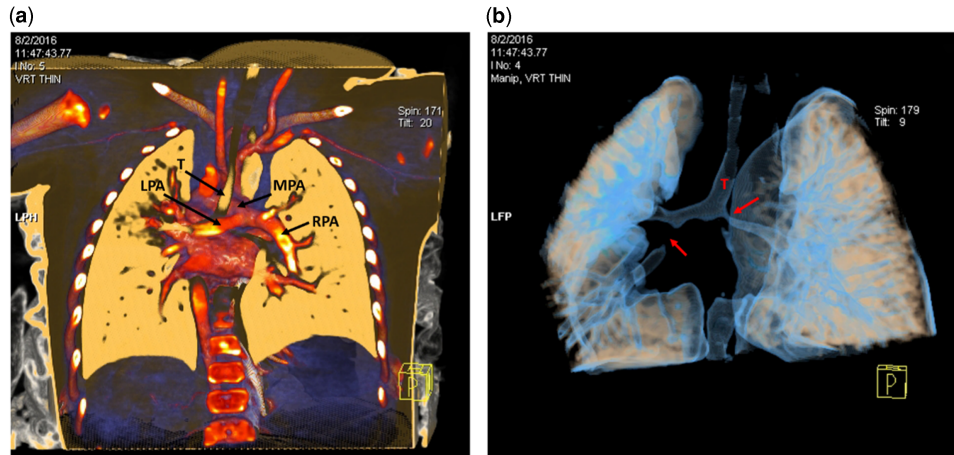 (a)
8/2/2016
11:47:43.77
I No: 5
VRT THIN
Spin: 171
Tilt: 20
T
LPA
MPA
RPA
LPH
P
(b)
8/2/2016
11:47:43.77
I No: 4
Manip, VRT THIN
Spin: 179
Tilt: 9
T
LFP
P